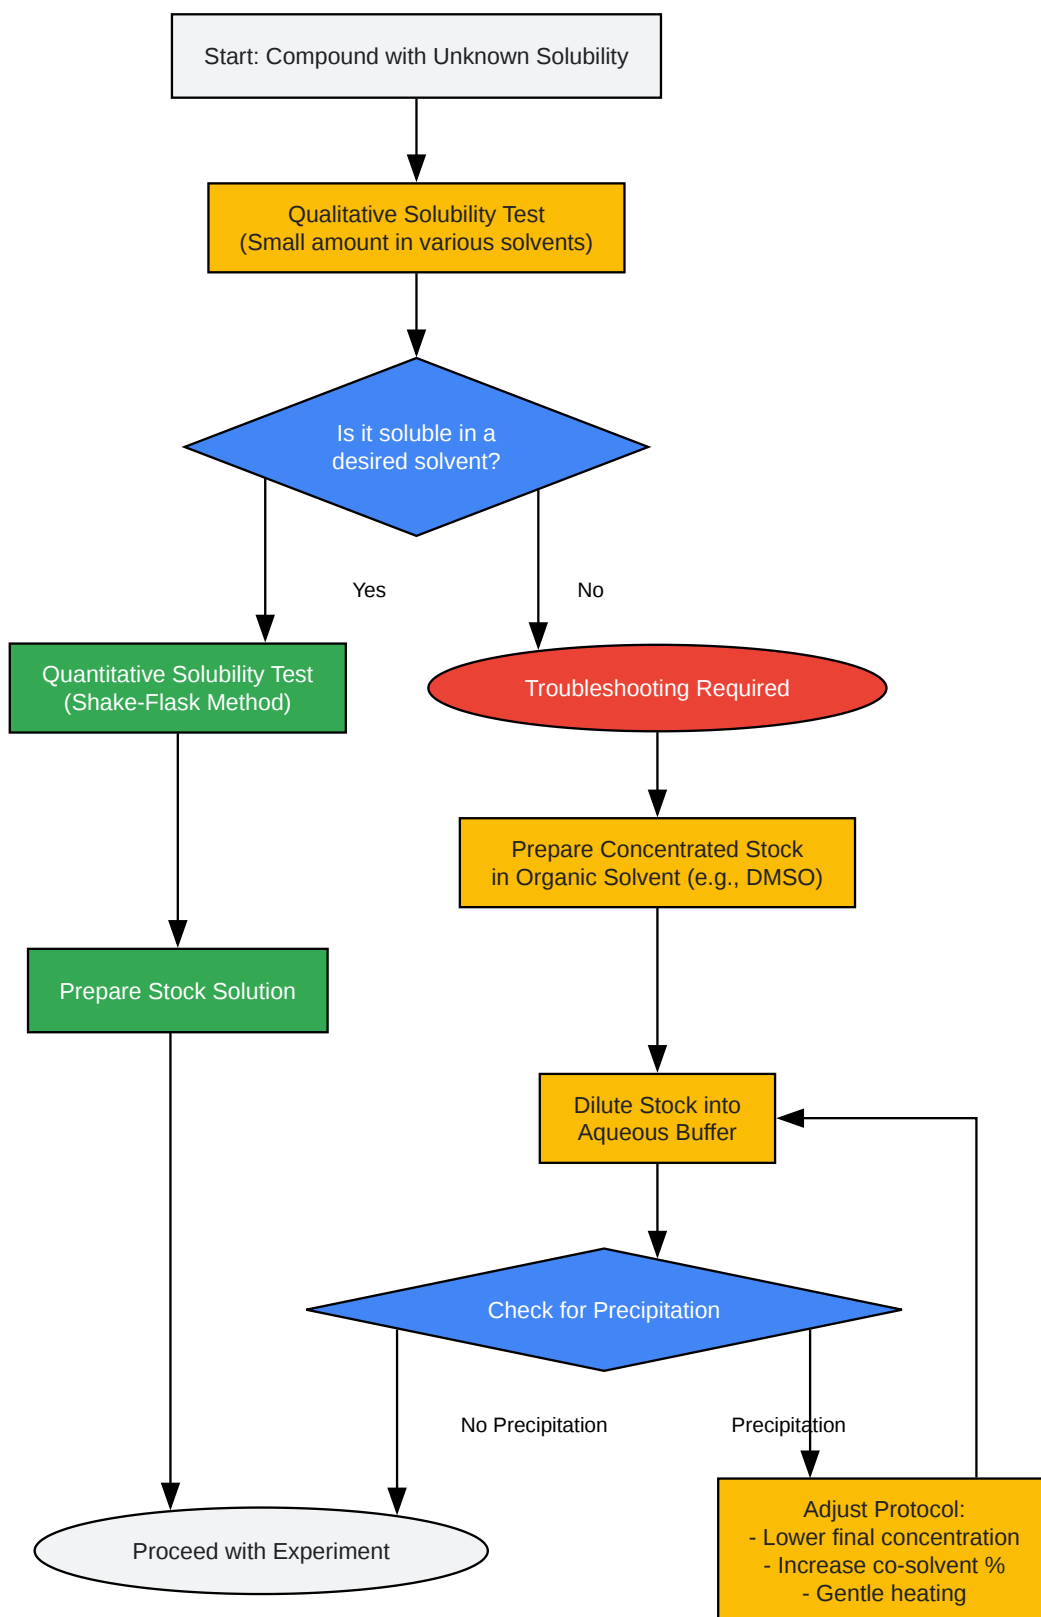 Start: Compound with Unknown Solubility
Qualitative Solubility Test
(Small amount in various solvents)
Is it soluble in a
desired solvent?
Yes
No
Quantitative Solubility Test
(Shake-Flask Method)
Troubleshooting Required
Prepare Concentrated Stock
in Organic Solvent (e.g., DMSO)
Prepare Stock Solution
Dilute Stock into
Aqueous Buffer
Check for Precipitation
No Precipitation
Precipitation
Proceed with Experiment
Adjust Protocol:
- Lower final concentration
- Increase co-solvent %
- Gentle heating